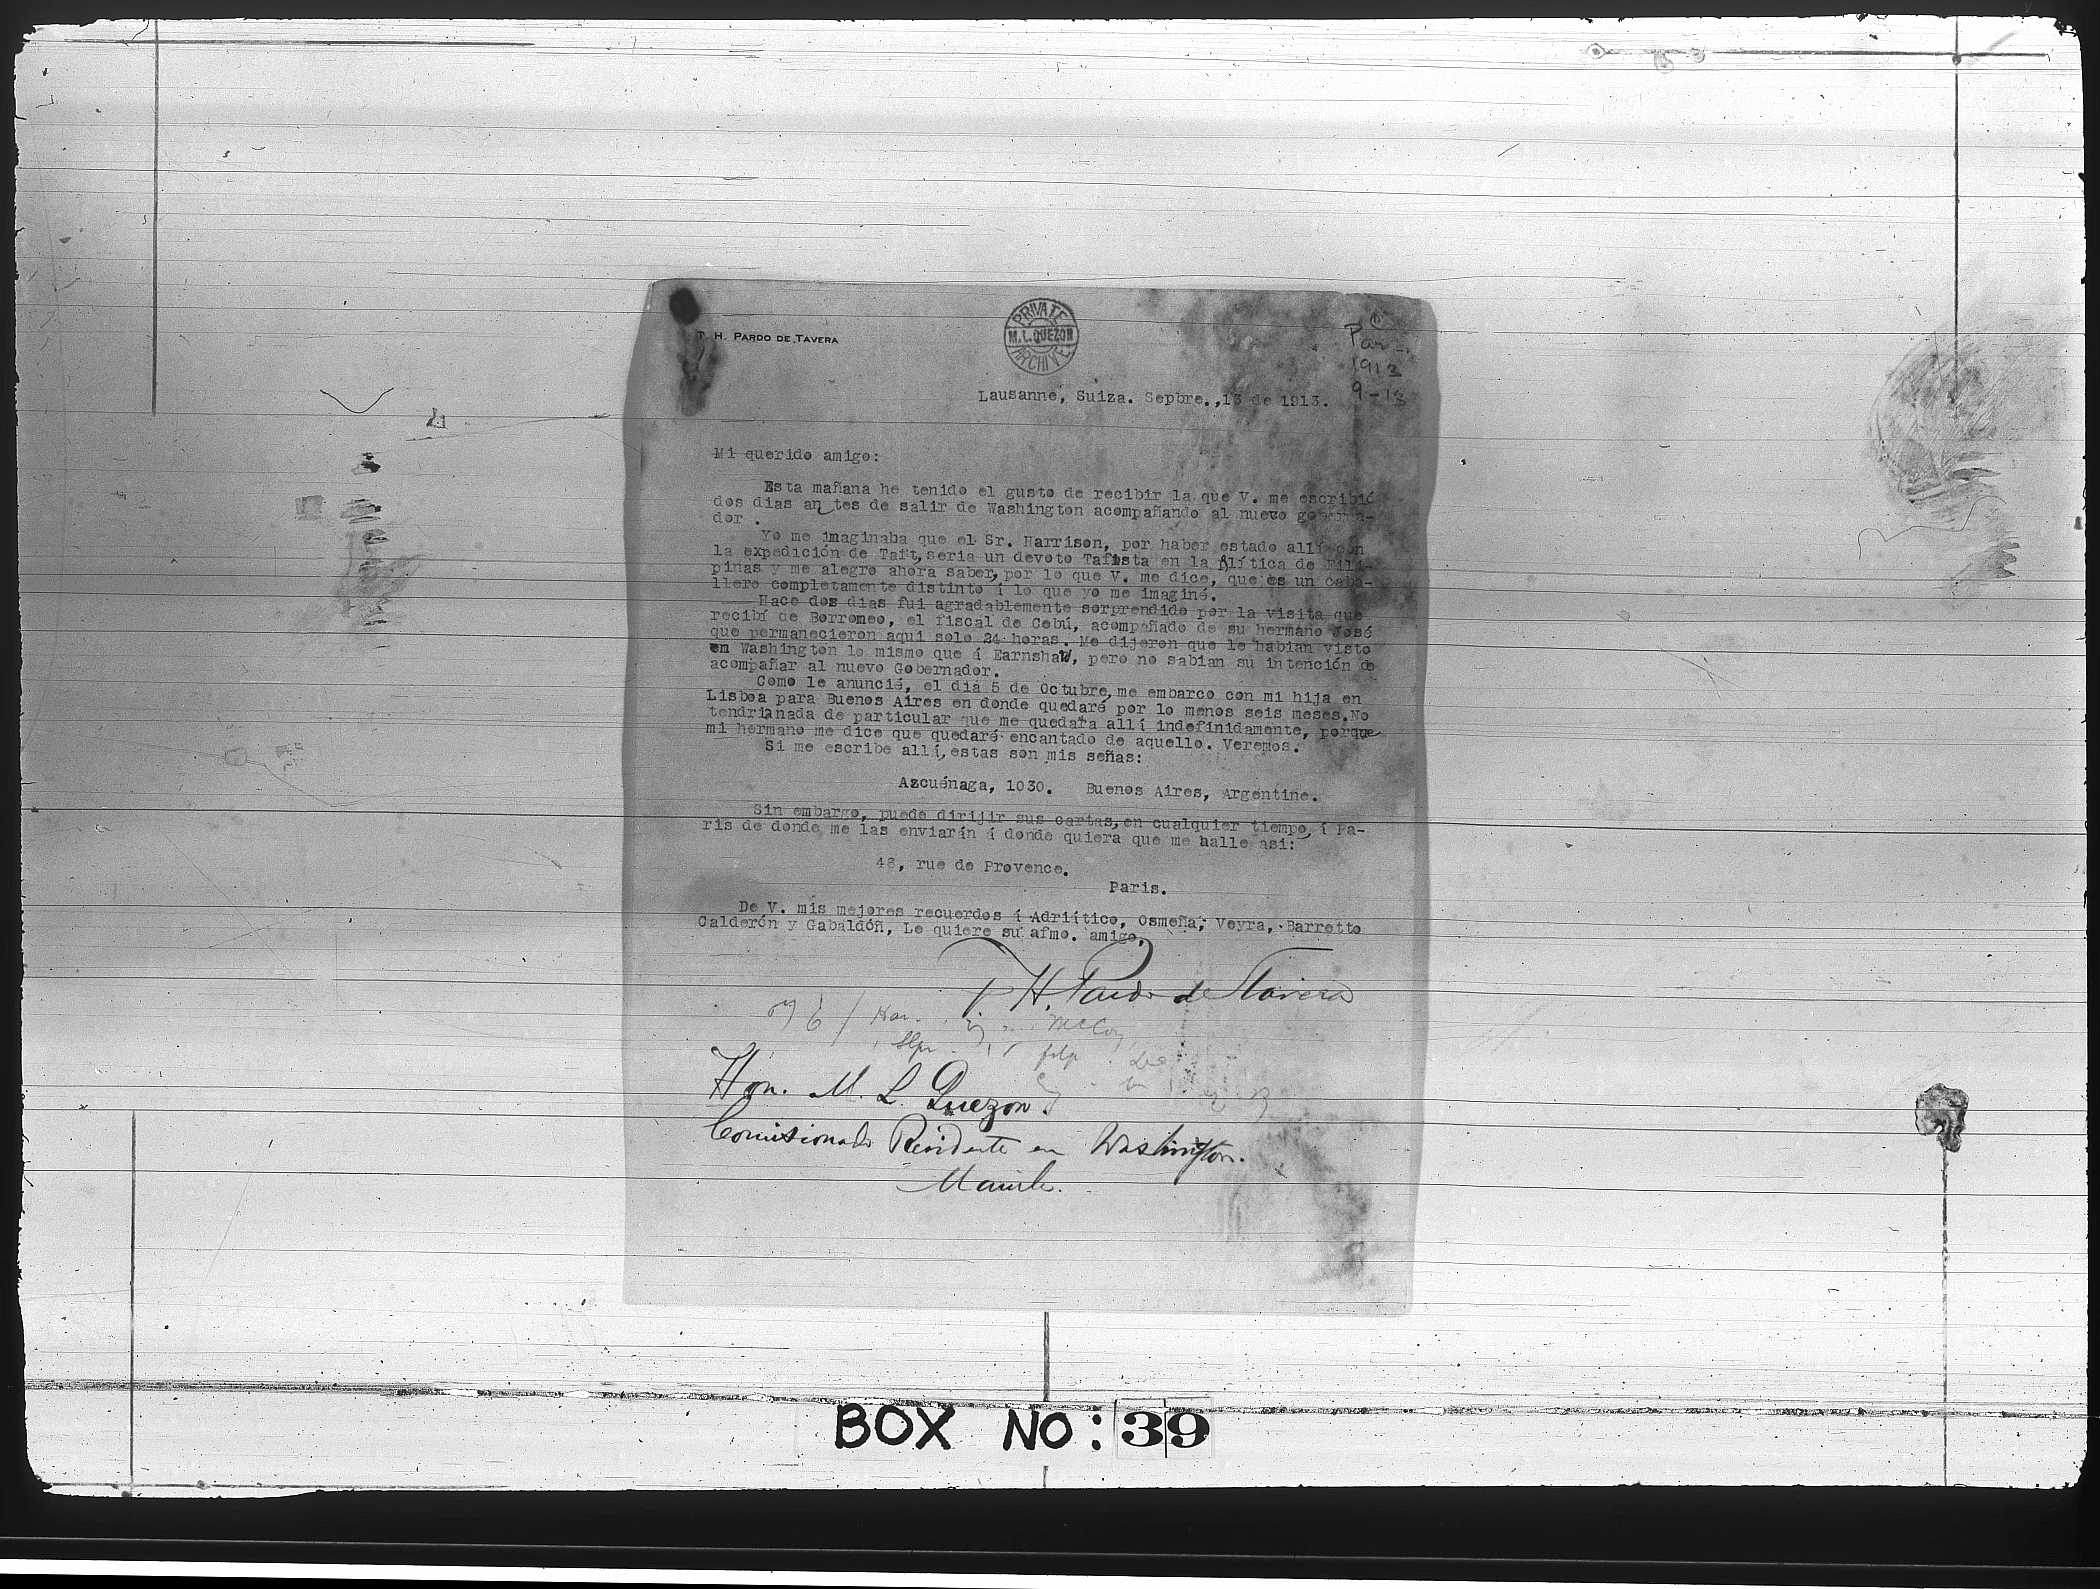 T. H. PARDO DE TAVERA
PRIVATE
M. L. QUEZON
ARCHIVE
Par
1913
9-13
Lausanne, Suiza. Sepbre., 13 de 1913.
Mi querido amigo:
Esta mañana he tenido el gusto de recibir la que V. me escribió
dos dias an tes de salir de Washington acompañando al nuevo goberna-
dor .
Yo me imaginaba que el Sr. Harrison, por haber estado allí con
la expedición de Taft, seria un devoto Taftista en la plítica de Fili-
pinas y me alegro ahora saber, por lo que V. me dice, que es un caba-
llero completamente distinto á lo que yo me imaginé.
Hace dos dias fui agradablemente sorprendido por la visita que
recibí de Borromeo, el fiscal de Cebú, acompañado de su hermano José
que permanecieron aqui solo 24 horas. Me dijeron que le habian visto
en Washington lo mismo que á Earnshaw, pero no sabian su intención de
acompañar al nuevo Gobernador.
Como le anuncié, el dia 5 de Octubre, me embarco con mi hija en
Lisboa para Buenos Aires en donde quedaré por lo menos seis meses. No
tendria nada de particular que me quedara allí indefinidamente, porque
mi hermano me dice que quedaré encantado de aquello. Veremos.
Si me escribe allí, estas son mis señas:
Azcuénaga, 1030. Buenos Aires, Argentine.
Sin embargo, puede dirijir sus cartas, en cualquier tiempo, á Pa-
ris de donde me las enviarán á donde quiera que me halle asi:
48, rue de Provence.
Paris.
De V. mis mejores recuerdos á Adriático, Osmeña, Veyra, Barretto
Calderón y Gabaldón, Le quiere su afmo. amigo,
T. H. Pardo de Tavera
McCoy
Hon. M. L. Quezon
Comisionado Residente en Washington.
Manila.
BOX NO: 39